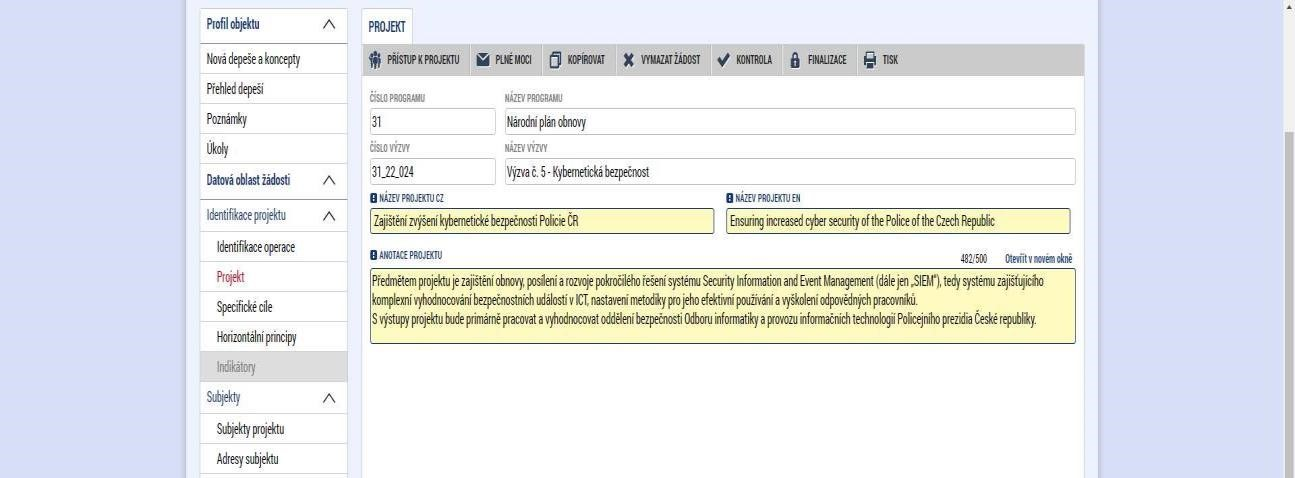 Profil objektu
Nová depeše a koncepty
Přehled depeší
Poznámky
Úkoly
Datová oblast žádosti
Identifikace projektu
Identifikace operace
Projekt
Specifické cíle
Horizontální principy
Indikátory
Subjekty
Subjekty projektu
Adresy subjektu
PROJEKT
PŘÍSTUP K PROJEKTU PLNÉ MOCI KOPÍROVAT VYMAZAT ŽÁDOST KONTROLA FINALIZACE TISK
ČÍSLO PROGRAMU NÁZEV PROGRAMU
31 Národní plán obnovy
ČÍSLO VÝZVY NÁZEV VÝZVY
31_22_024 Výzva č. 5 - Kybernetická bezpečnost
NÁZEV PROJEKTU CZ NÁZEV PROJEKTU EN
Zajištění zvýšení kybernetické bezpečnosti Policie ČR Ensuring increased cyber security of the Police of the Czech Republic
ANOTACE PROJEKTU 482/500 Otevřít v novém okně
Předmětem projektu je zajištění obnovy, posílení a rozvoje pokročilého řešení systému Security Information and Event Management (dále jen „SIEM"), tedy systému zajišťujícího
komplexní vyhodnocování bezpečnostních událostí v ICT, nastavení metodiky pro jeho efektivní používání a vyškolení odpovědných pracovníků.
S výstupy projektu bude primárně pracovat a vyhodnocovat oddělení bezpečnosti Odboru informatiky a provozu informačních technologií Policejního prezidia České republiky.